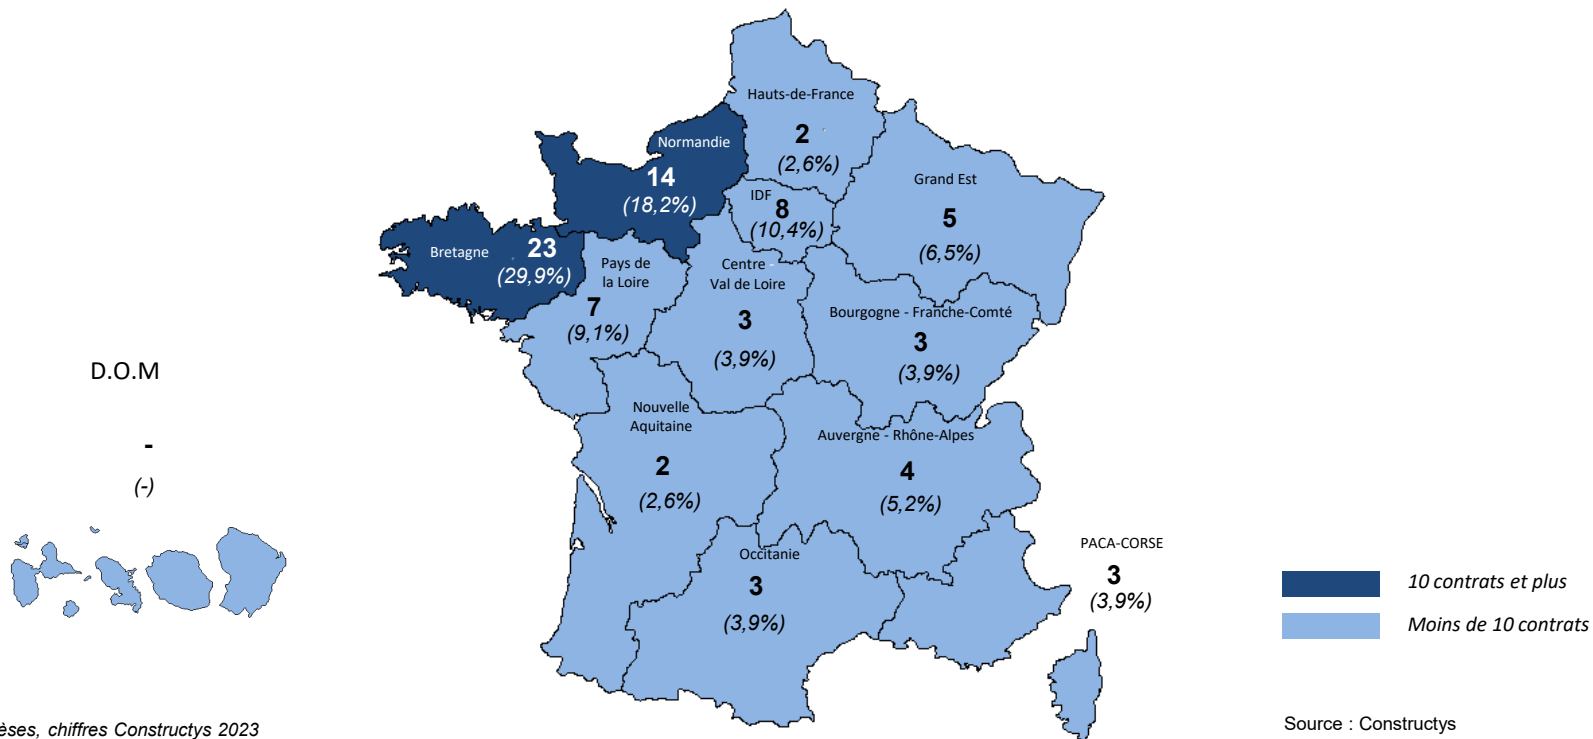 Hauts-de-France
2
(2,6%)
Normandie
14
(18,2%)
Grand Est
5
(6,5%)
IDF
8
(10,4%)
Bretagne
23
(29,9%)
Pays de
la Loire
7
(9,1%)
Centre -
Val de Loire
3
(3,9%)
Bourgogne - Franche-Comté
3
(3,9%)
D.O.M
-
(-)
Nouvelle
Aquitaine
2
(2,6%)
Auvergne - Rhône-Alpes
4
(5,2%)
Occitanie
3
(3,9%)
PACA-CORSE
3
(3,9%)
10 contrats et plus
Moins de 10 contrats
èses, chiffres Constructys 2023
Source : Constructys